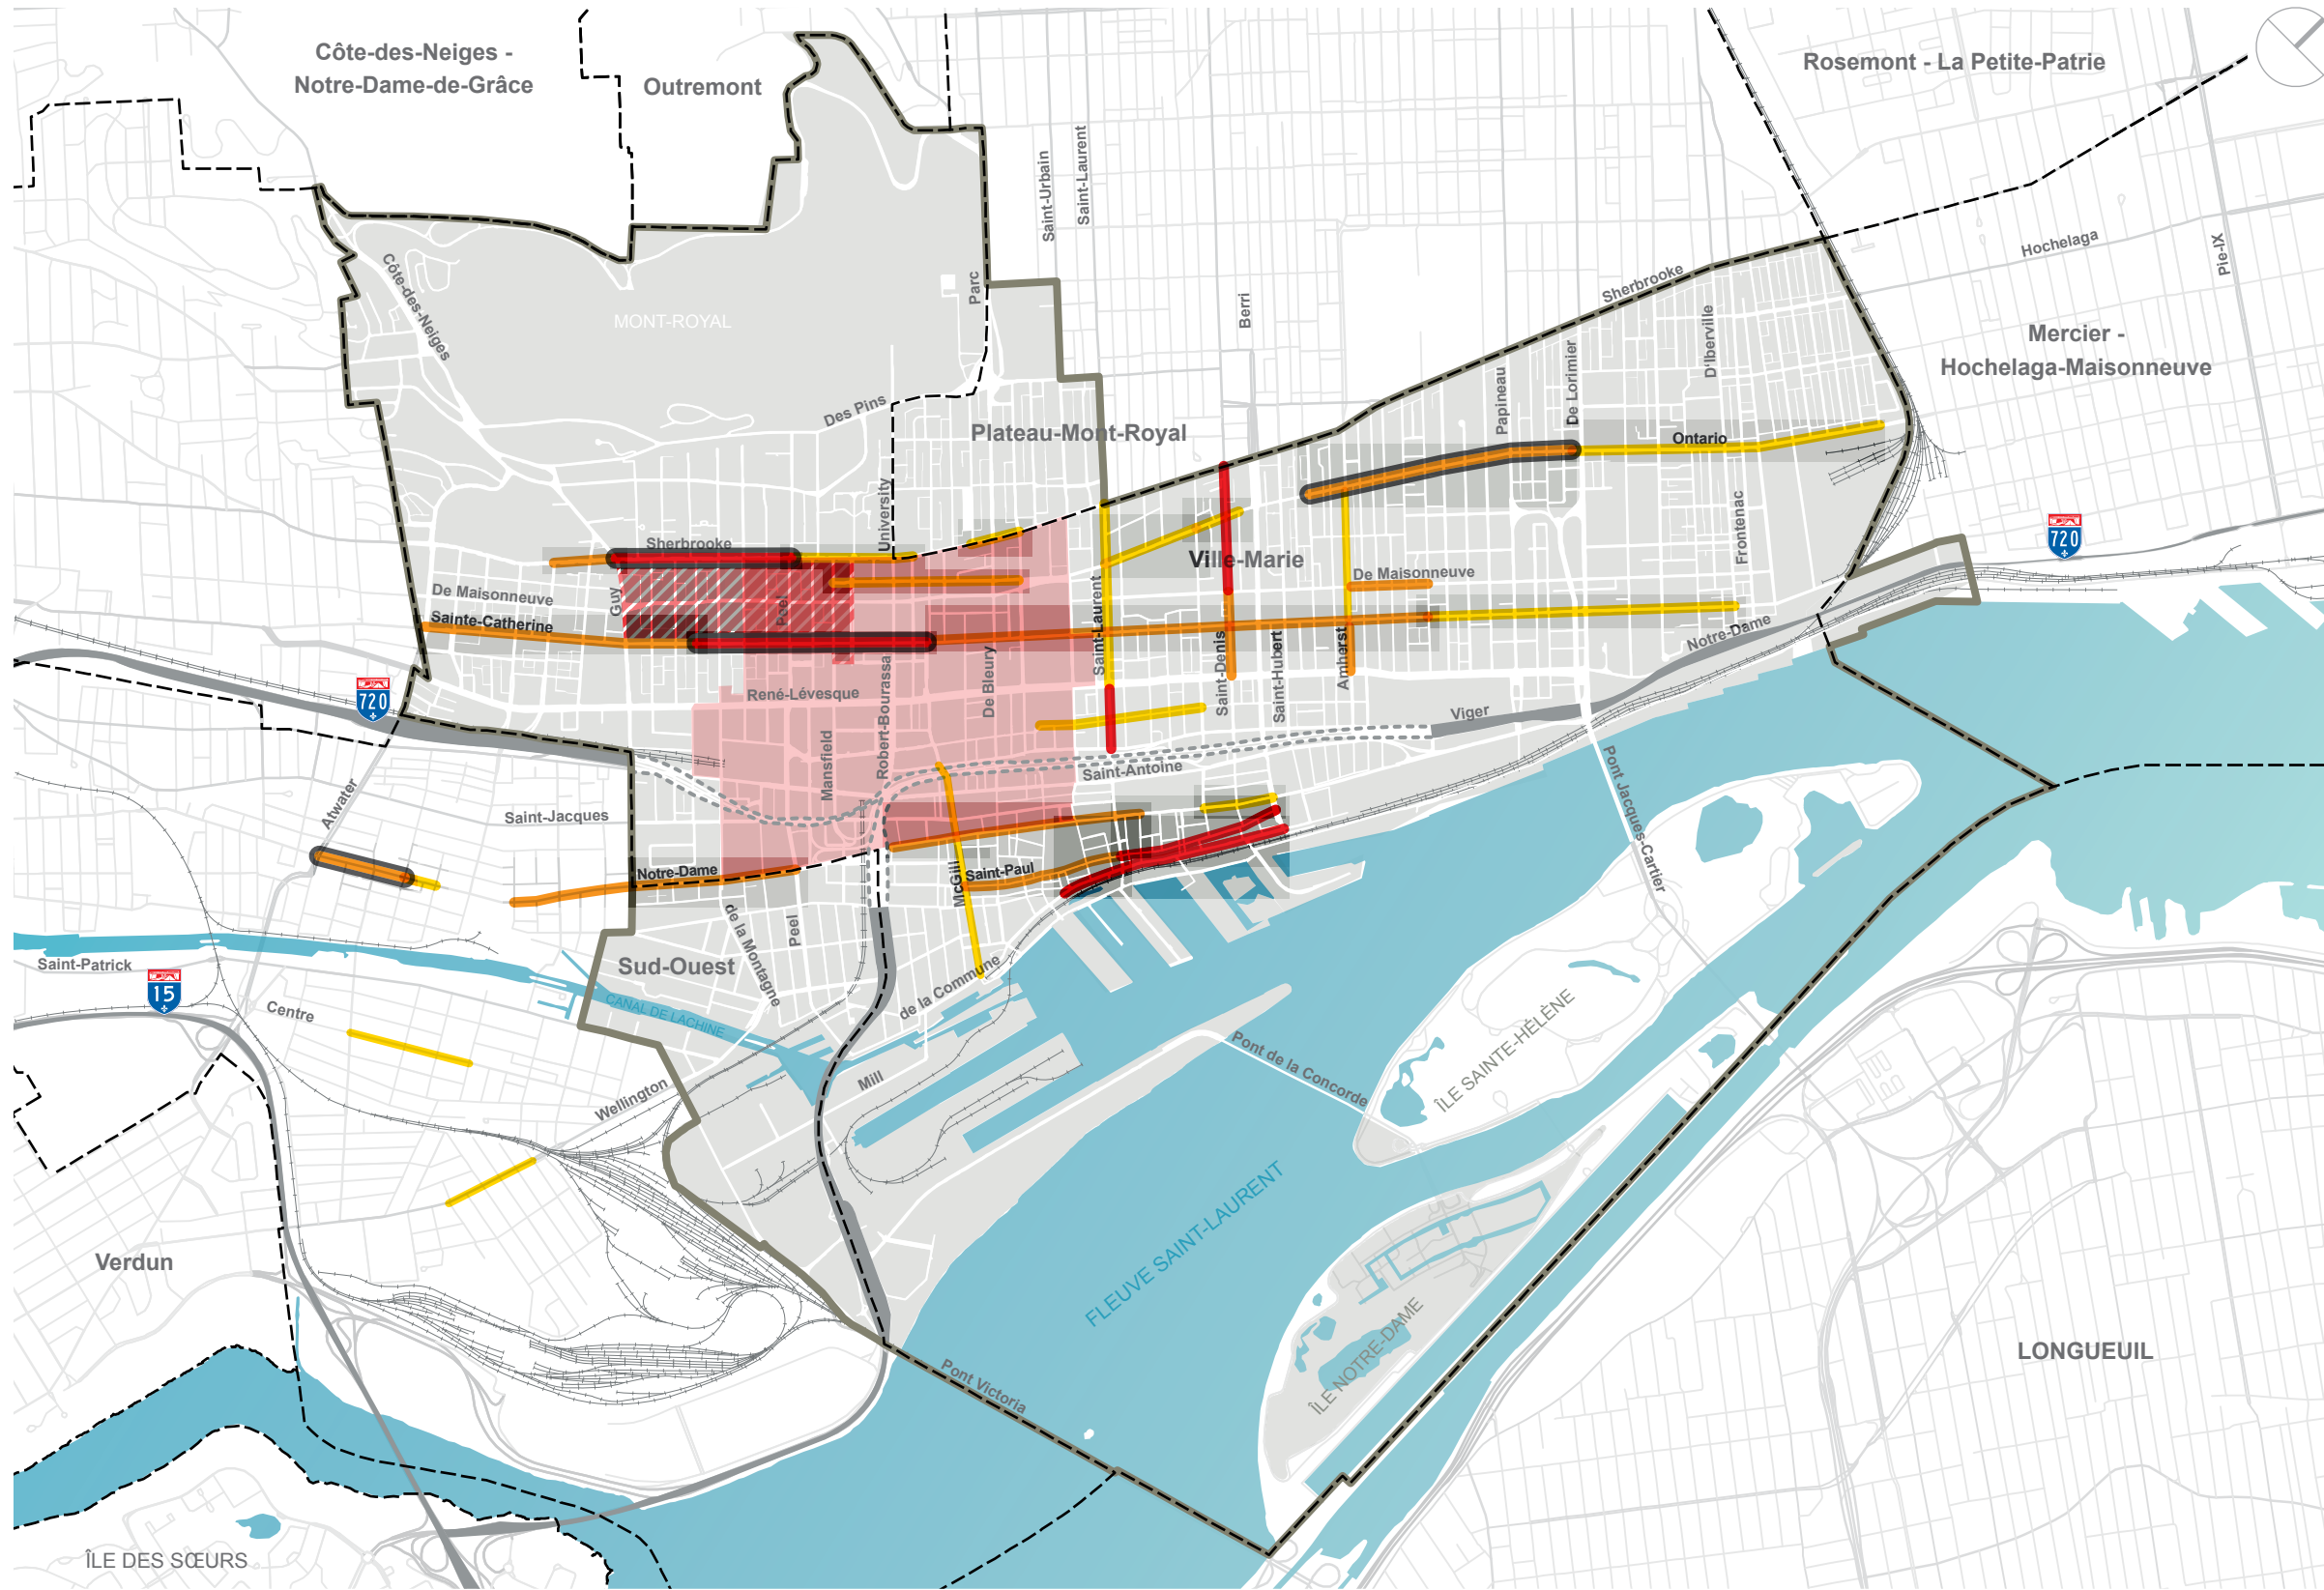 Côte-des-Neiges -
Notre-Dame-de-Grâce
Outremont
Rosemont - La Petite-Patrie
Saint-Urbain
Saint-Laurent
Hochelaga
Pie-IX
Côte-des-Neiges
Parc
Berri
Sherbrooke
MONT-ROYAL
D'Iberville
Mercier -
Hochelaga-Maisonneuve
De Lorimier
Papineau
Des Pins
Plateau-Mont-Royal
Ontario
University
Frontenac
720
Sherbrooke
Ville-Marie
De Maisonneuve
De Maisonneuve
Guy
Peel
Sainte-Catherine
Saint-Laurent
Saint-Denis
Saint-Hubert
Amherst
Notre-Dame
720
René-Lévesque
Robert-Bourassa
De Bleury
Viger
Mansfield
Saint-Antoine
Pont Jacques-Cartier
Atwater
Saint-Jacques
Notre-Dame
McGill
Saint-Paul
de la Montagne
Peel
Saint-Patrick
15
Sud-Ouest
de la Commune
Centre
CANAL DE LACHINE
Pont de la Concorde
ÎLE SAINTE-HÉLÈNE
Mill
Wellington
Verdun
FLEUVE SAINT-LAURENT
ÎLE NOTRE-DAME
LONGUEUIL
Pont Victoria
ÎLE DES SŒURS